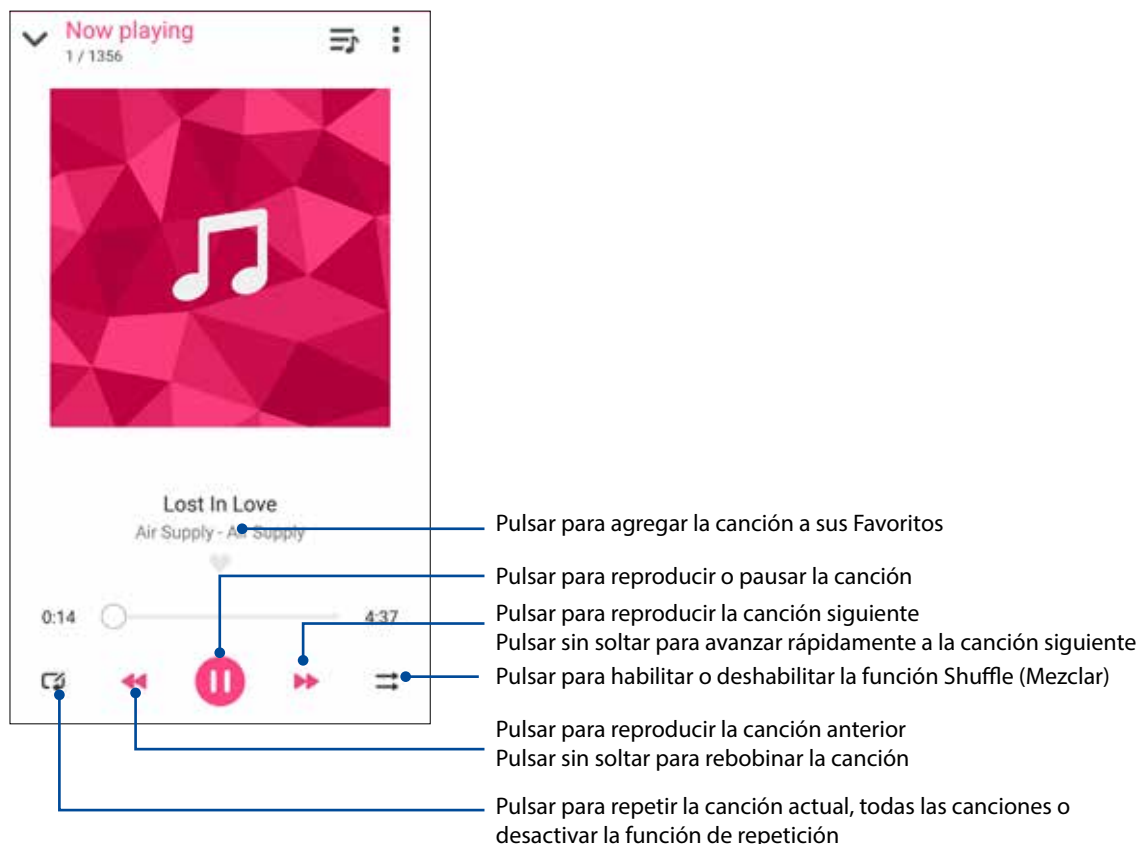 Now playing
1 / 1356
Lost In Love
Air Supply - Air Supply
Pulsar para agregar la canción a sus Favoritos
Pulsar para reproducir o pausar la canción
0:14
4:37
Pulsar para reproducir la canción siguiente
Pulsar sin soltar para avanzar rápidamente a la canción siguiente
Pulsar para habilitar o deshabilitar la función Shuffle (Mezclar)
Pulsar para reproducir la canción anterior
Pulsar sin soltar para rebobinar la canción
Pulsar para repetir la canción actual, todas las canciones o
desactivar la función de repetición